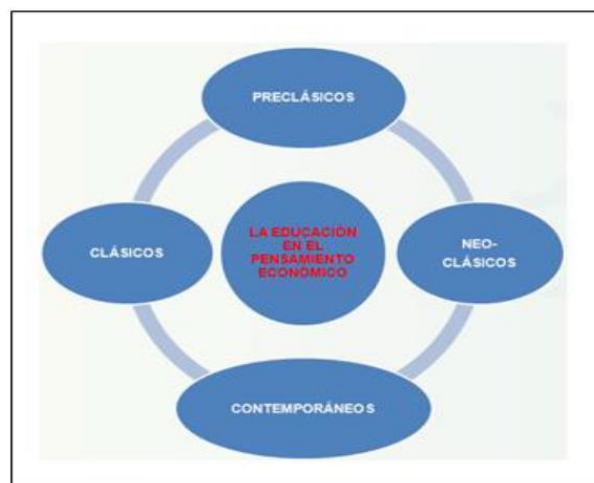 PRECLÁSICOS
CLÁSICOS
LA EDUCACIÓN
EN EL
PENSAMIENTO
ECONÓMICO
NEO-
CLÁSICOS
CONTEMPORÁNEOS